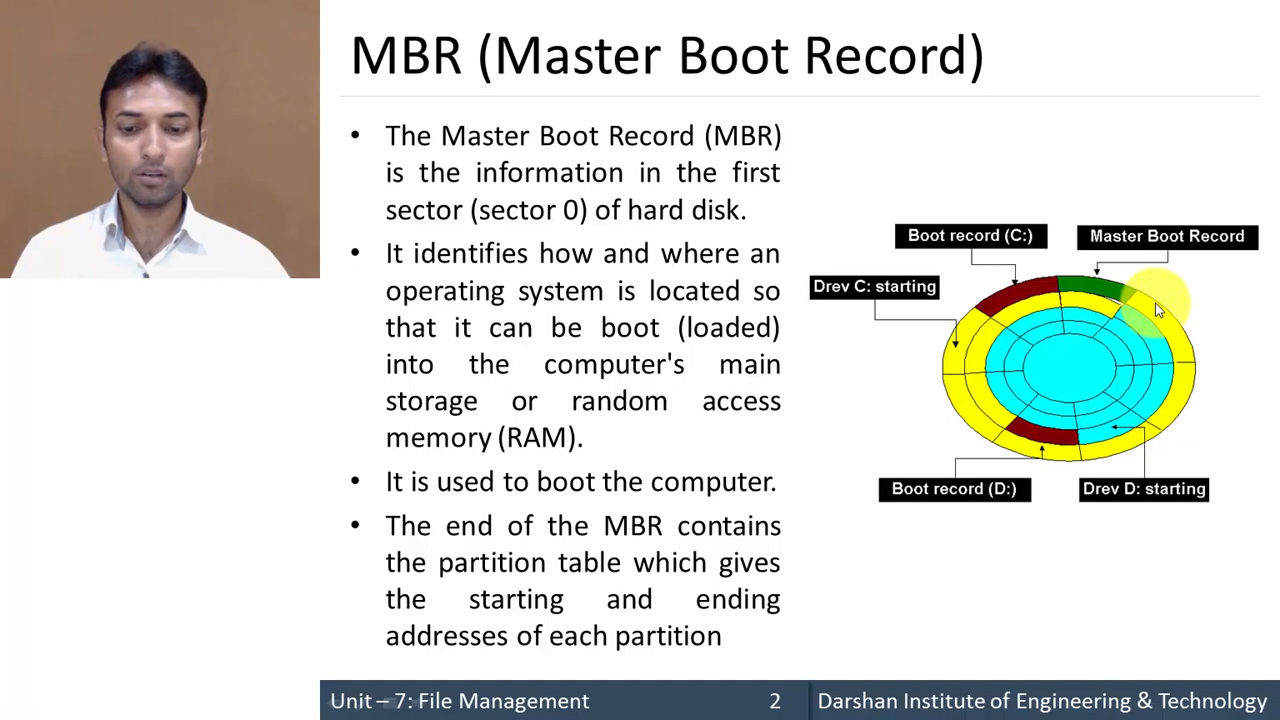 MBR (Master Boot Record)
• The Master Boot Record (MBR)
is the information in the first
sector (sector 0) of hard disk.
• It identifies how and where an
operating system is located so
that it can be boot (loaded)
into the computer's main
storage or random access
memory (RAM).
• It is used to boot the computer.
• The end of the MBR contains
the partition table which gives
the starting and ending
addresses of each partition
Boot record (C:)
Master Boot Record
Drev C: starting
Boot record (D:)
Drev D: starting
Unit – 7: File Management
2
Darshan Institute of Engineering & Technology